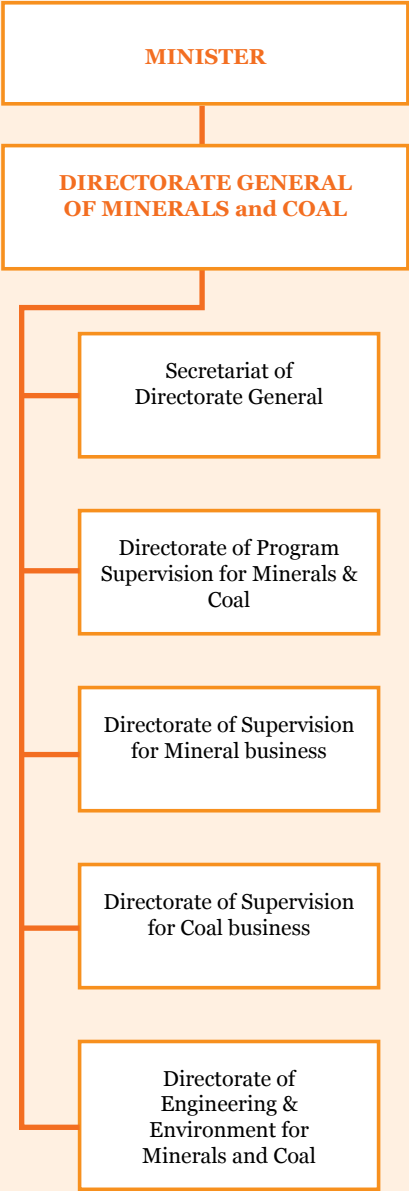 MINISTER
DIRECTORATE GENERAL
OF MINERALS and COAL
Secretariat of
Directorate General
Directorate of Program
Supervision for Minerals &
Coal
Directorate of Supervision
for Mineral business
Directorate of Supervision
for Coal business
Directorate of
Engineering &
Environment for
Minerals and Coal